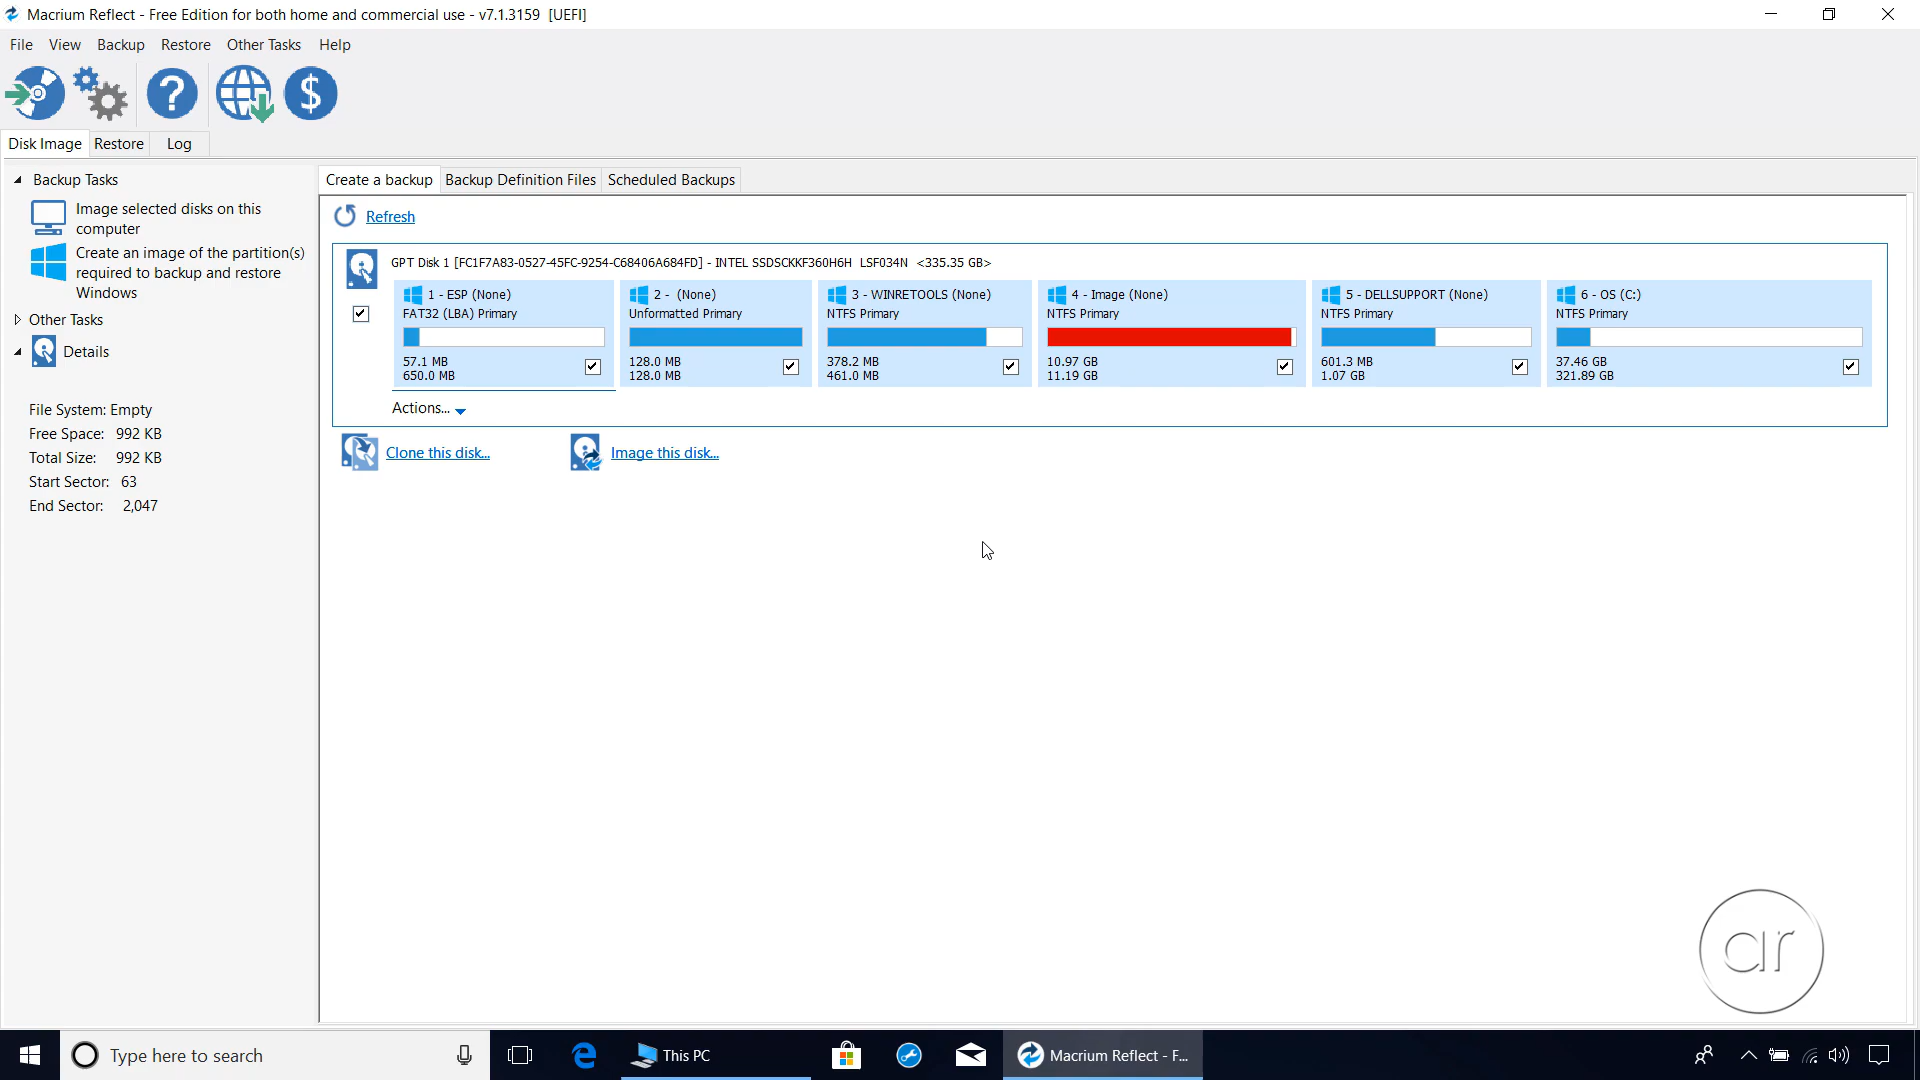 Macrium Reflect - Free Edition for both home and commercial use - v7.1.3159  [UEFI]
File View Backup Restore Other Tasks Help
Disk Image Restore Log
Backup Tasks
Image selected disks on this
computer
Create an image of the partition(s)
required to backup and restore
Windows
Other Tasks
Details
File System: Empty
Free Space: 992 KB
Total Size: 992 KB
Start Sector: 63
End Sector: 2,047
Create a backup Backup Definition Files Scheduled Backups
Refresh
GPT Disk 1 [FC1F7A83-0527-45FC-9254-C68406A684FD] - INTEL SSDSCKKF360H6H  LSF034N  <335.35 GB>
1 - ESP (None)
FAT32 (LBA) Primary
57.1 MB
650.0 MB
2 -  (None)
Unformatted Primary
128.0 MB
128.0 MB
3 - WINRETOOLS (None)
NTFS Primary
378.2 MB
461.0 MB
4 - Image (None)
NTFS Primary
10.97 GB
11.19 GB
5 - DELLSUPPORT (None)
NTFS Primary
601.3 MB
1.07 GB
6 - OS (C:)
NTFS Primary
37.46 GB
321.89 GB
Actions...
Clone this disk... Image this disk...
ar
Type here to search
This PC
Macrium Reflect - F...